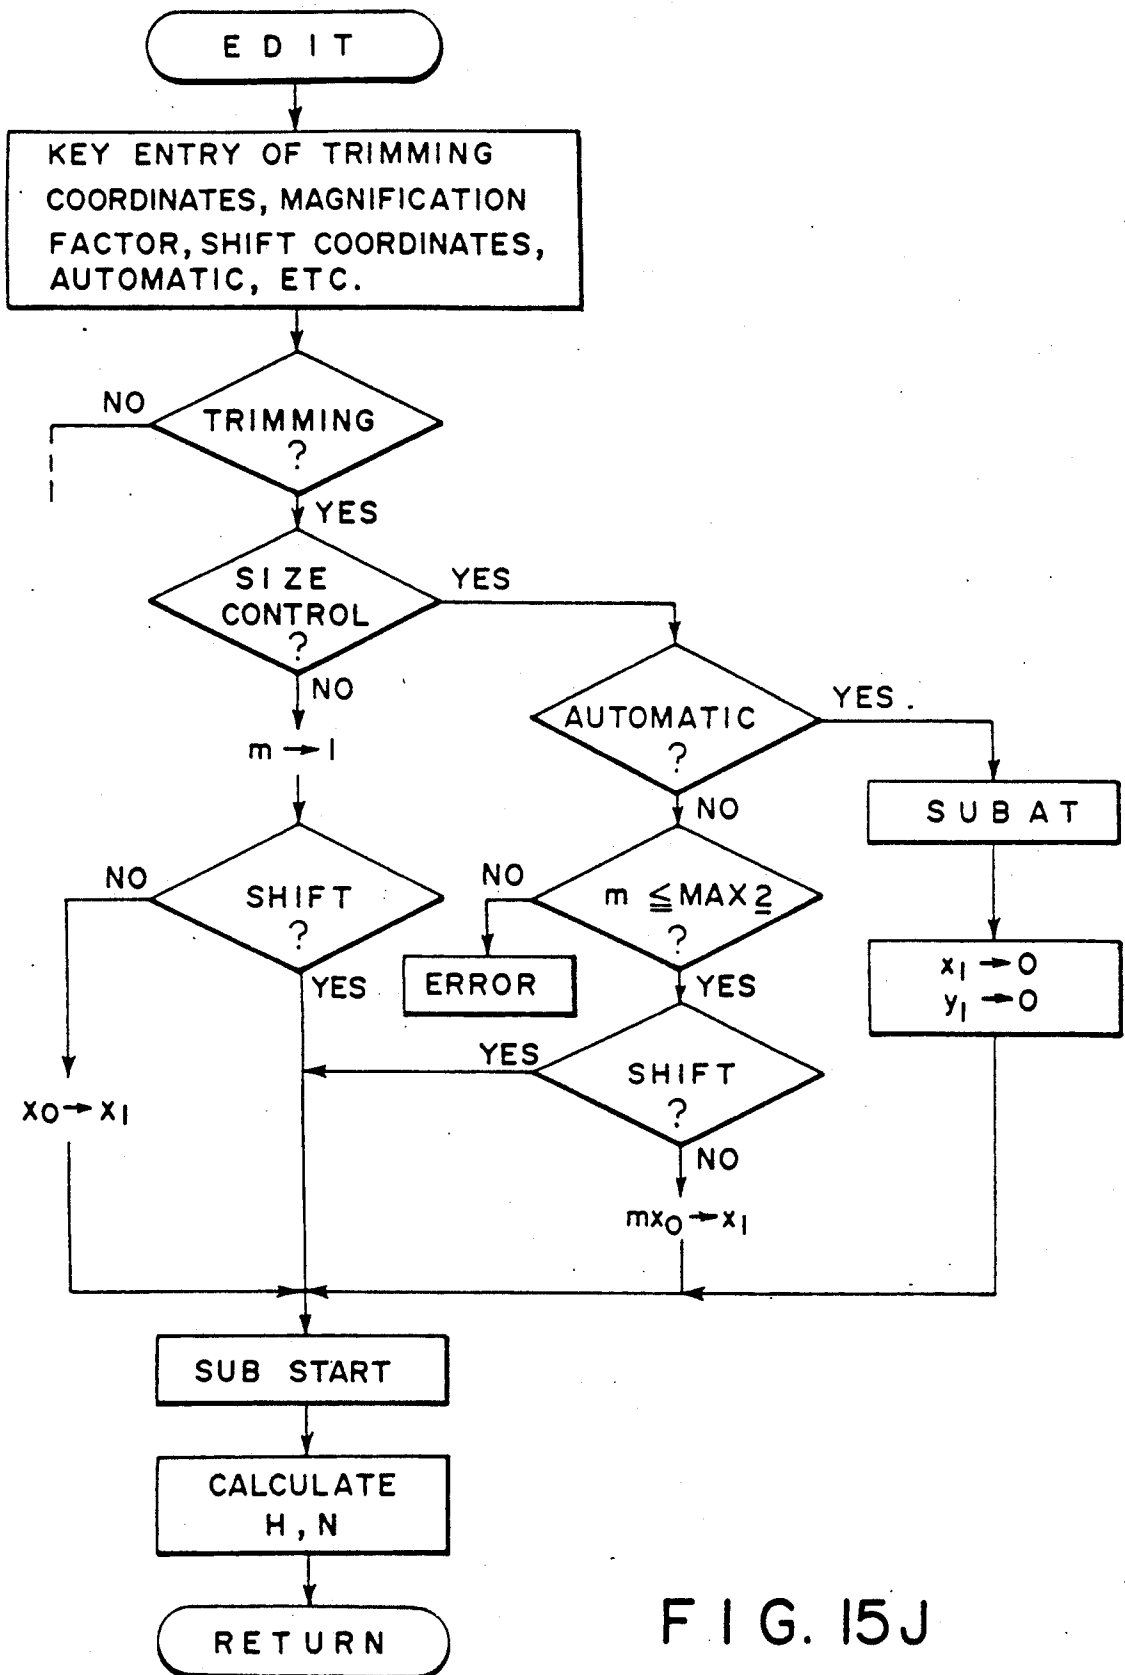 EDIT
KEY ENTRY OF TRIMMING
COORDINATES, MAGNIFICATION
FACTOR, SHIFT COORDINATES,
AUTOMATIC, ETC.
NO
TRIMMING
?
YES
SIZE
CONTROL
?
YES
NO
m → 1
AUTOMATIC
?
YES.
NO
SUB AT
NO
SHIFT
?
YES
NO
m ≦ MAX 2
?
ERROR
YES
x1 → 0
y1 → 0
YES
SHIFT
?
NO
x0 → x1
mx0 → x1
SUB START
CALCULATE
H, N
RETURN
FIG. 15J